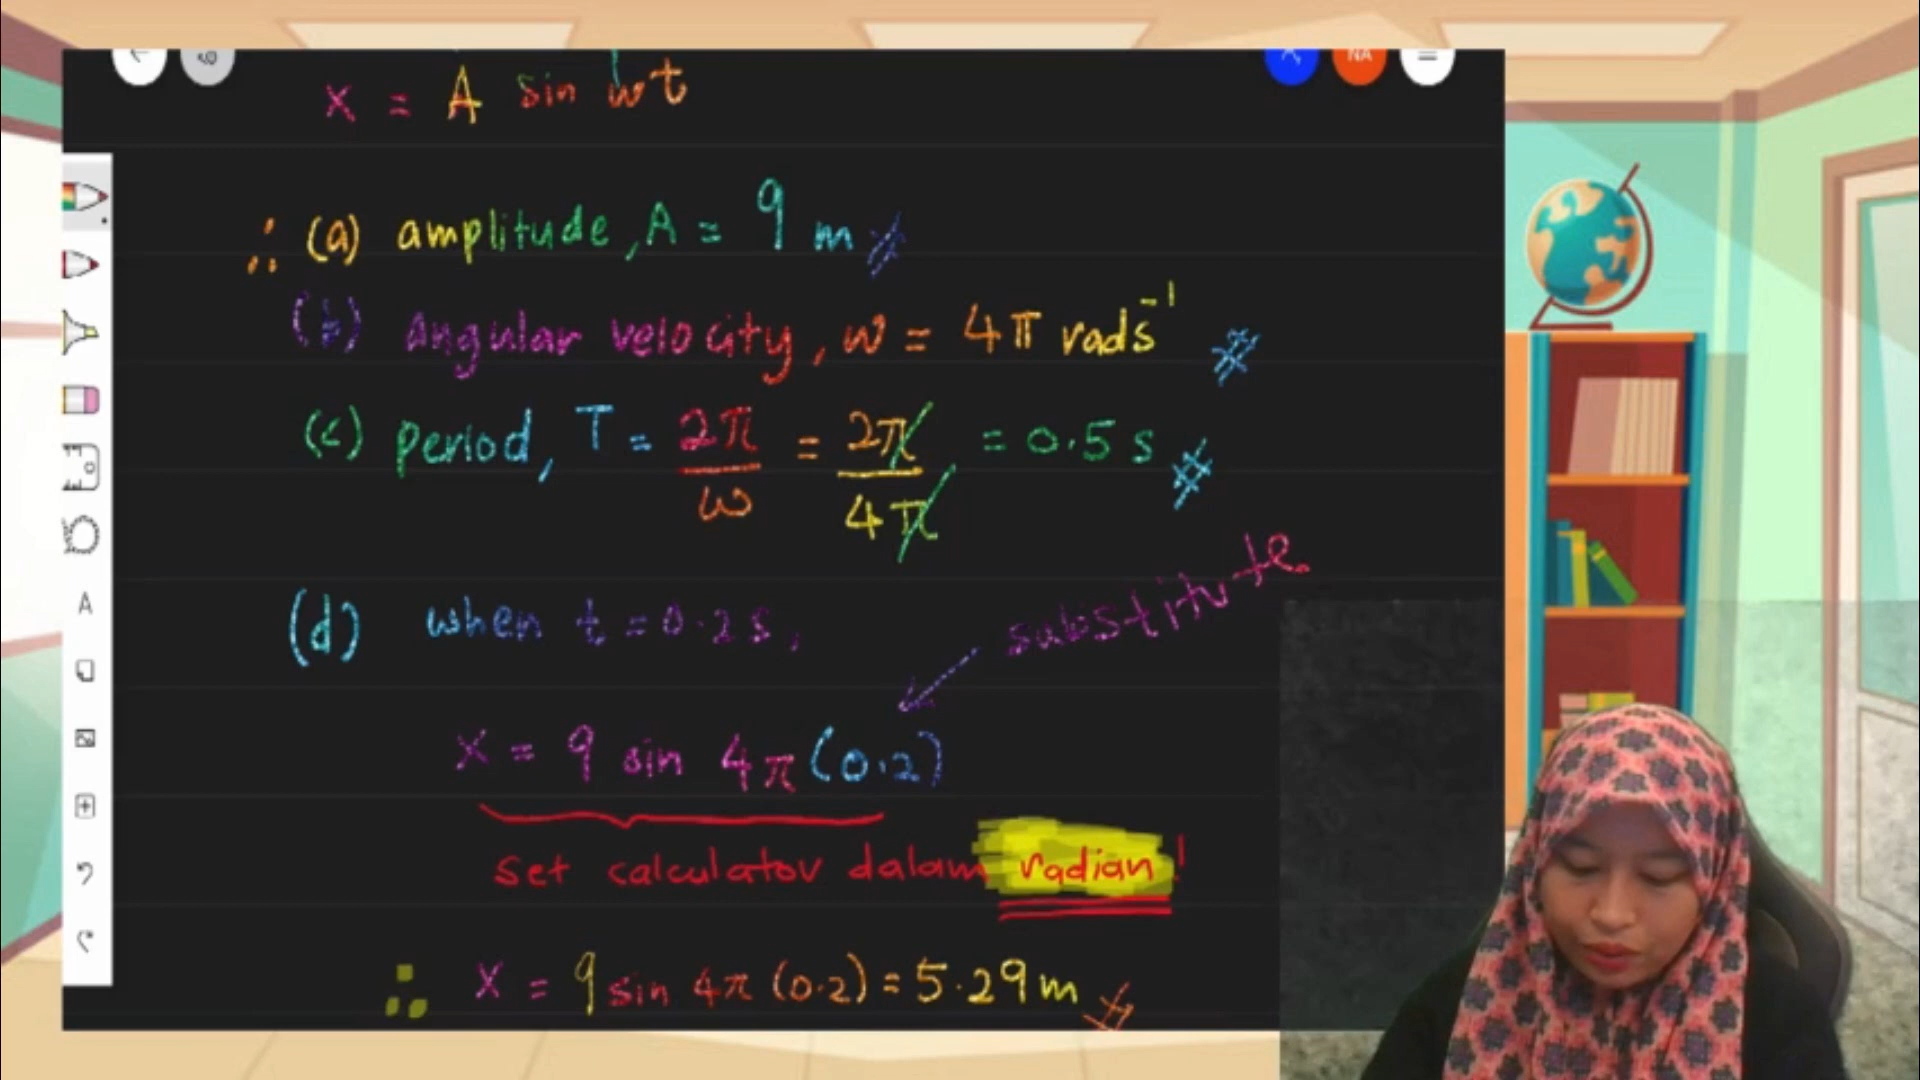 NA
x = A sin ωt
∴ (a) amplitude, A = 9 m
(b) angular velocity, ω = 4π rads⁻¹
(c) period, T = 2π/ω = 2π/4π = 0.5 s
(d) when t = 0.2 s,
substitute
x = 9 sin 4π (0.2)
set calculator dalam radian!
∴ x = 9 sin 4π (0.2) = 5.29 m